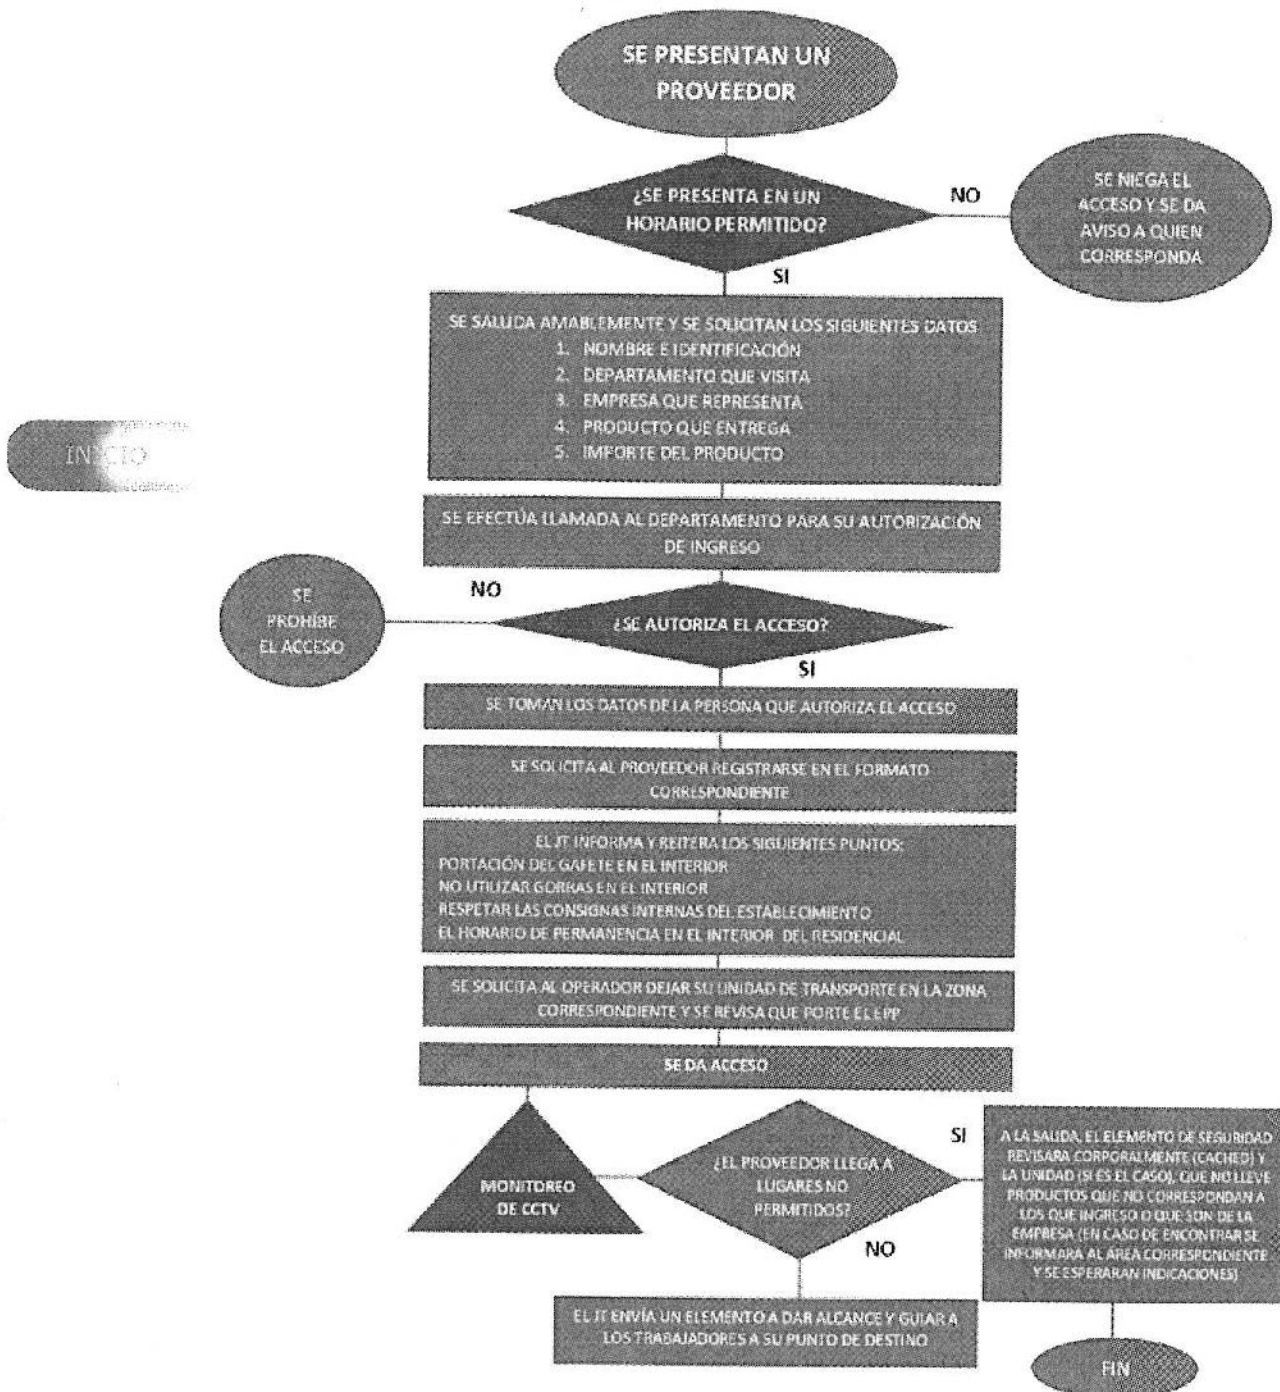 SE PRESENTAN UN
PROVEEDOR
¿SE PRESENTA EN UN
HORARIO PERMITIDO?
NO
SE NIEGA EL
ACCESO Y SE DA
AVISO A QUIEN
CORRESPONDA
SI
SE SALUDA AMABLEMENTE Y SE SOLICITAN LOS SIGUIENTES DATOS
1. NOMBRE E IDENTIFICACIÓN
2. DEPARTAMENTO QUE VISITA
3. EMPRESA QUE REPRESENTA
4. PRODUCTO QUE ENTREGA
5. IMPORTE DEL PRODUCTO
INICIO
SE EFECTÚA LLAMADA AL DEPARTAMENTO PARA SU AUTORIZACIÓN
DE INGRESO
NO
SE
PROHÍBE
EL ACCESO
¿SE AUTORIZA EL ACCESO?
SI
SE TOMAN LOS DATOS DE LA PERSONA QUE AUTORIZA EL ACCESO
SE SOLICITA AL PROVEEDOR REGISTRARSE EN EL FORMATO
CORRESPONDIENTE
EL JT INFORMA Y REITERA LOS SIGUIENTES PUNTOS:
PORTACIÓN DEL GAFETE EN EL INTERIOR
NO UTILIZAR GORRAS EN EL INTERIOR
RESPETAR LAS CONSIGNAS INTERNAS DEL ESTABLECIMIENTO
EL HORARIO DE PERMANENCIA EN EL INTERIOR DEL RESIDENCIAL
SE SOLICITA AL OPERADOR DEJAR SU UNIDAD DE TRANSPORTE EN LA ZONA
CORRESPONDIENTE Y SE REVISA QUE PORTE EL EPP
SE DA ACCESO
MONITOREO
DE CCTV
¿EL PROVEEDOR LLEGA A
LUGARES NO
PERMITIDOS?
SI
NO
A LA SALIDA, EL ELEMENTO DE SEGURIDAD
REVISARA CORPORALMENTE (CACHEO) Y
LA UNIDAD (SI ES EL CASO), QUE NO LLEVE
PRODUCTOS QUE NO CORRESPONDAN A
LOS QUE INGRESO O QUE SON DE LA
EMPRESA (EN CASO DE ENCONTRAR SE
INFORMARA AL AREA CORRESPONDIENTE
Y SE ESPERARAN INDICACIONES)
EL JT ENVÍA UN ELEMENTO A DAR ALCANCE Y GUIAR A
LOS TRABAJADORES A SU PUNTO DE DESTINO
FIN